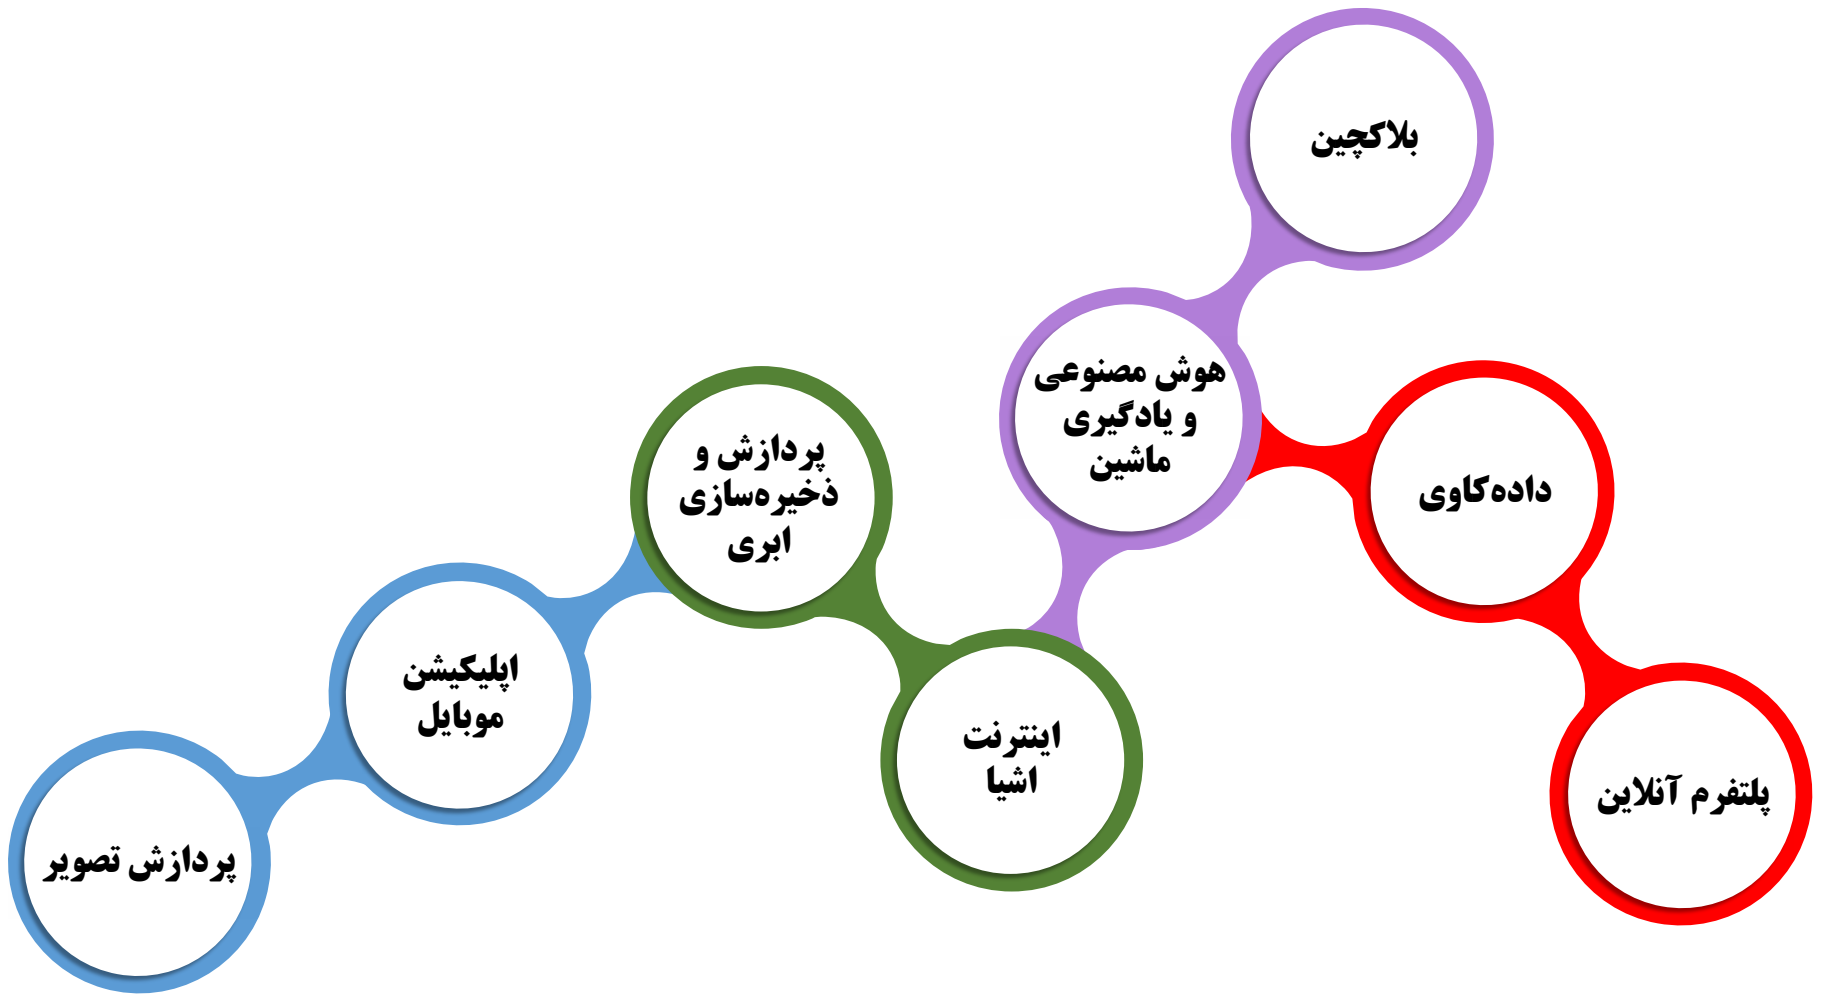 بلاکچین
هوش مصنوعی
و یادگیری
ماشین
داده‌کاوی
پردازش و
ذخیره‌سازی
ابری
اپلیکیشن
موبایل
اینترنت
اشیا
پلتفرم آنلاین
پردازش تصویر